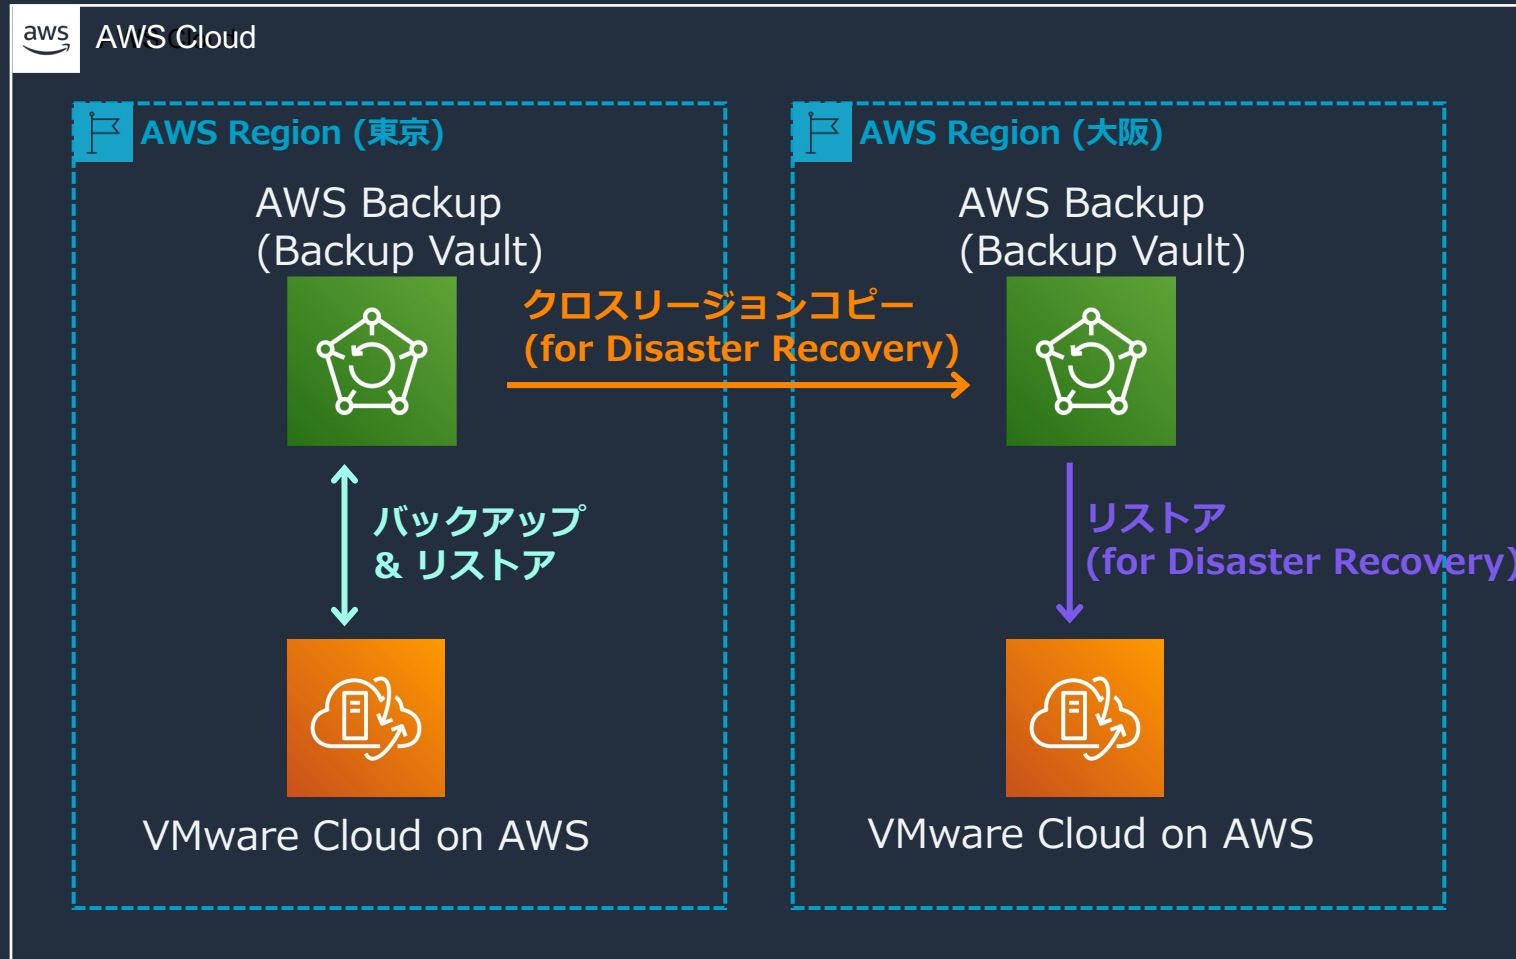 aws
AWS Cloud
AWS Region (東京)
AWS Backup
(Backup Vault)
クロスリージョンコピー
(for Disaster Recovery)
バックアップ
& リストア
VMware Cloud on AWS
AWS Region (大阪)
AWS Backup
(Backup Vault)
リストア
(for Disaster Recovery)
VMware Cloud on AWS